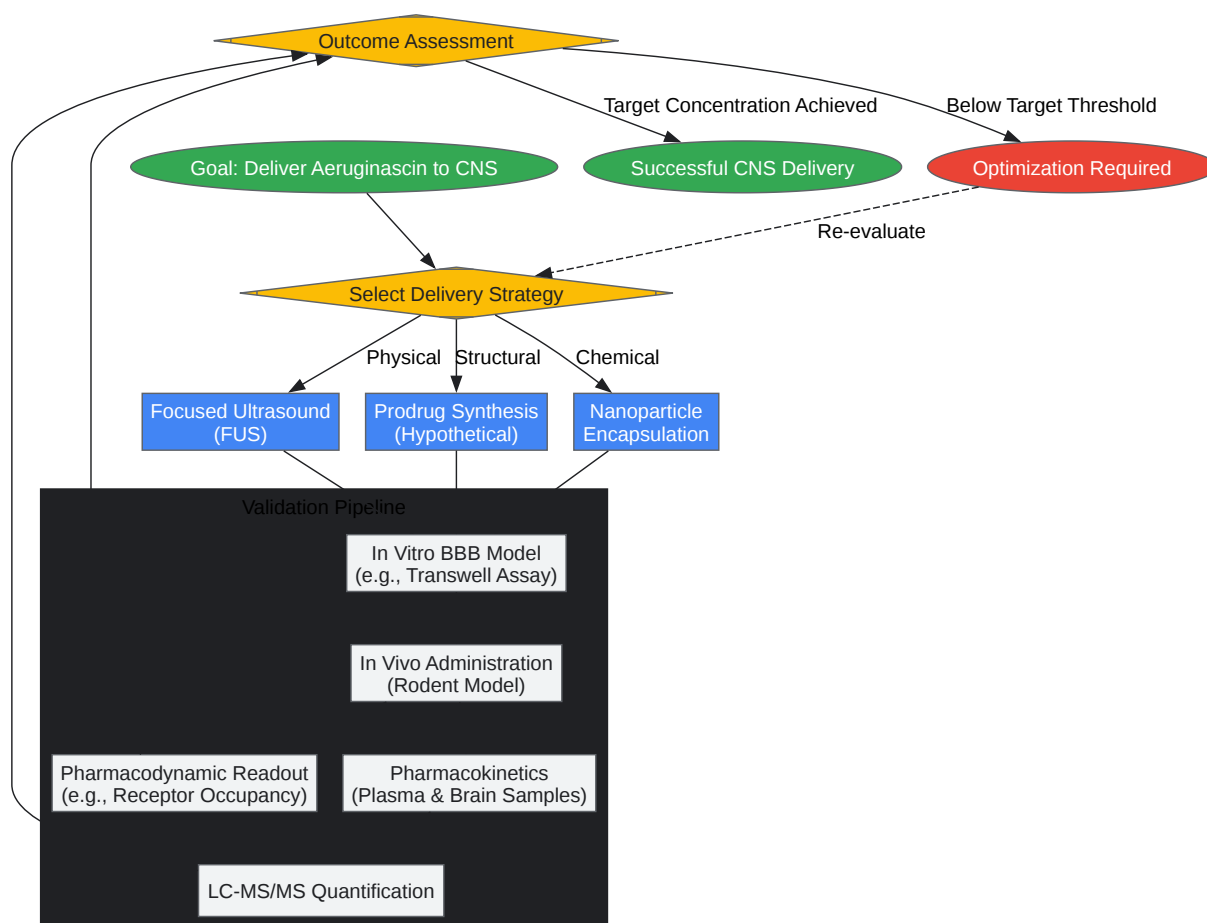 Outcome Assessment
Target Concentration Achieved
Below Target Threshold
Goal: Deliver Aeruginascin to CNS
Successful CNS Delivery
Optimization Required
Re-evaluate
Select Delivery Strategy
Physical
Structural
Chemical
Focused Ultrasound
(FUS)
Prodrug Synthesis
(Hypothetical)
Nanoparticle
Encapsulation
Validation Pipeline
In Vitro BBB Model
(e.g., Transwell Assay)
In Vivo Administration
(Rodent Model)
Pharmacodynamic Readout
(e.g., Receptor Occupancy)
Pharmacokinetics
(Plasma & Brain Samples)
LC-MS/MS Quantification